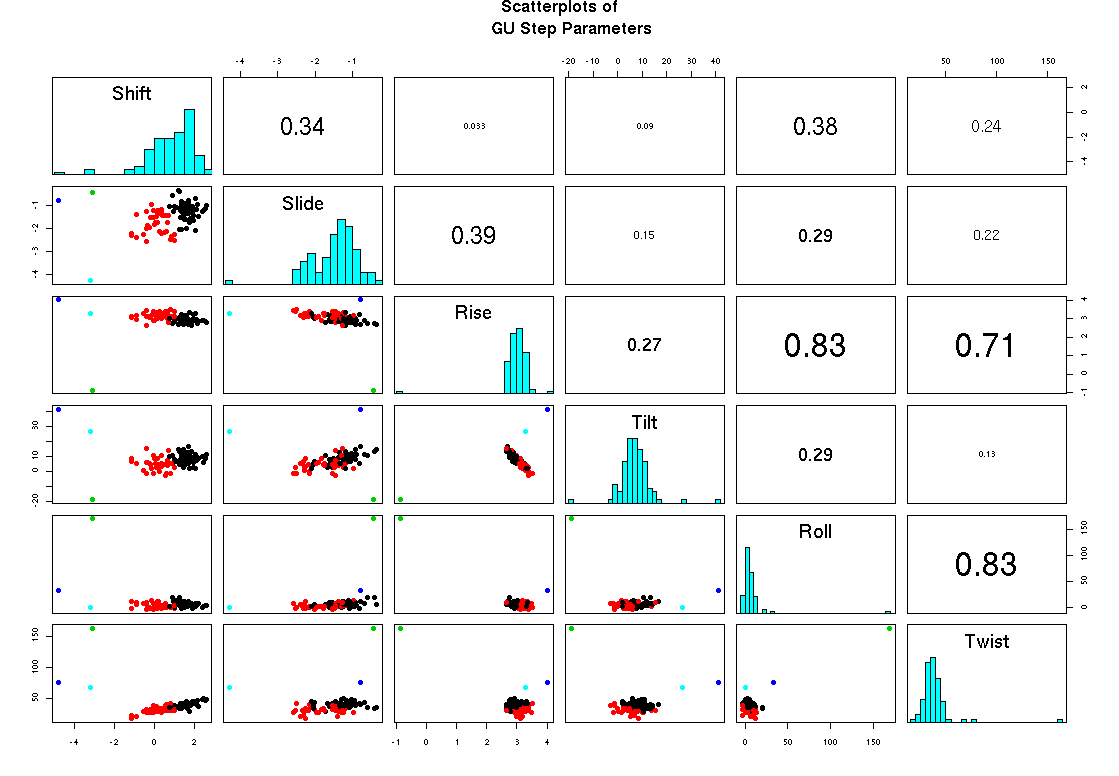 Scatterplots of
GU Step Parameters
-4 -3 -2 -1
-20 0 10 20 30 40
50 100 150
Shift
0.34
0.033
0.09
0.38
0.24
2
0
-2
-4
-1
-2
-3
-4
Slide
0.39
0.15
0.29
0.22
Rise
0.27
0.83
0.71
4
3
2
1
0
-1
30
10
0
-20
Tilt
0.29
0.13
Roll
0.83
150
100
50
0
150
100
50
Twist
-4 -2 0 2
-1 0 1 2 3 4
0 50 100 150